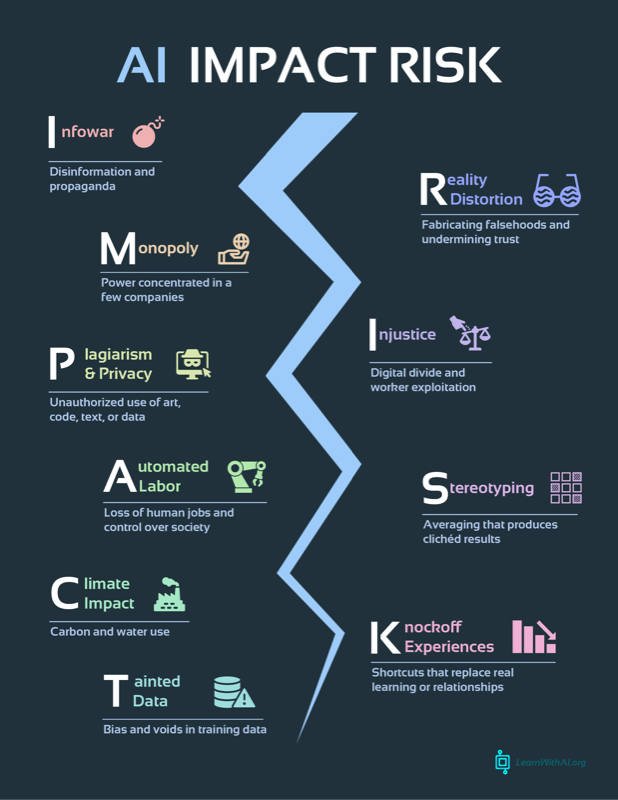 AI IMPACT RISK
Infowar
Disinformation and
propaganda
Monopoly
Power concentrated in a
few companies
Plagiarism
& Privacy
Unauthorized use of art,
code, text, or data
Automated
Labor
Loss of human jobs and
control over society
Climate
Impact
Carbon and water use
Tainted
Data
Bias and voids in training data
Reality
Distortion
Fabricating falsehoods and
undermining trust
Injustice
Digital divide and
worker exploitation
Stereotyping
Averaging that produces
clichéd results
Knockoff
Experiences
Shortcuts that replace real
learning or relationships
LearnWithAI.org